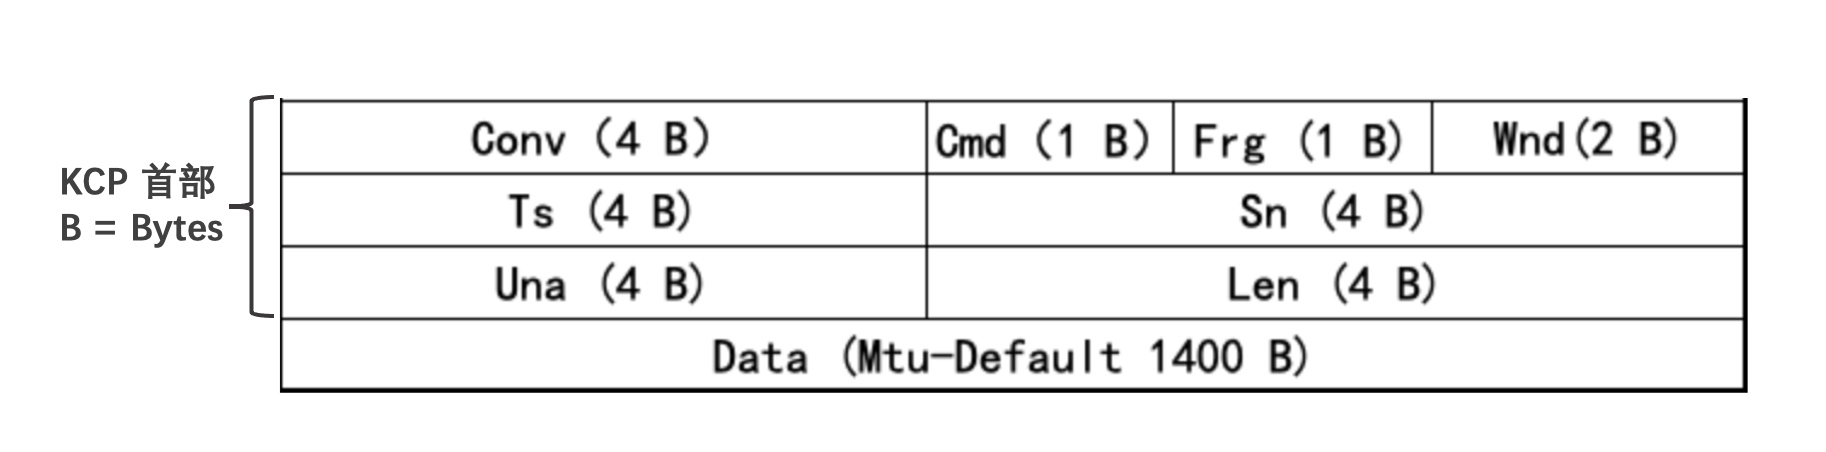 Conv (4 B) Cmd (1 B) Frg (1 B) Wnd(2 B)
KCP 首部
B = Bytes
Ts (4 B) Sn (4 B)
Una (4 B) Len (4 B)
Data (Mtu-Default 1400 B)